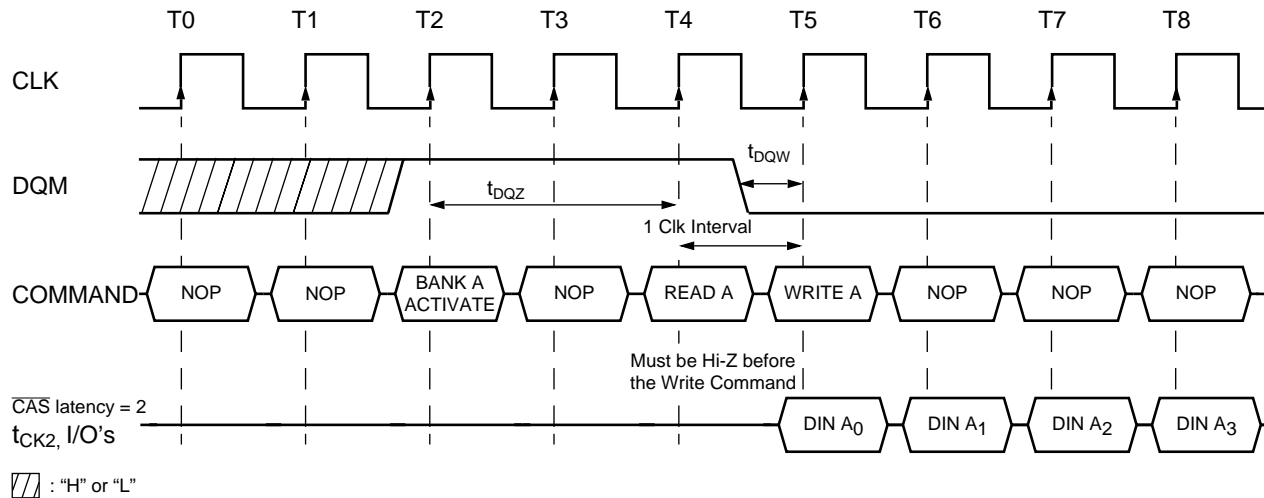 T0 T1 T2 T3 T4 T5 T6 T7 T8
CLK
DQM
tDQZ
tDQW
1 Clk Interval
COMMAND NOP NOP BANK A ACTIVATE NOP READ A WRITE A NOP NOP NOP
Must be Hi-Z before
the Write Command
CAS latency = 2
tCK2, I/O's
DIN A0 DIN A1 DIN A2 DIN A3
: “H” or “L”